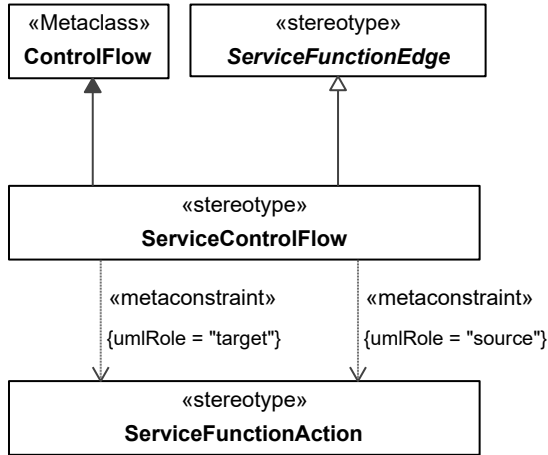 «Metaclass»
ControlFlow
«stereotype»
ServiceFunctionEdge
«stereotype»
ServiceControlFlow
«metaconstraint»
{umlRole = "target"}
«metaconstraint»
{umlRole = "source"}
«stereotype»
ServiceFunctionAction